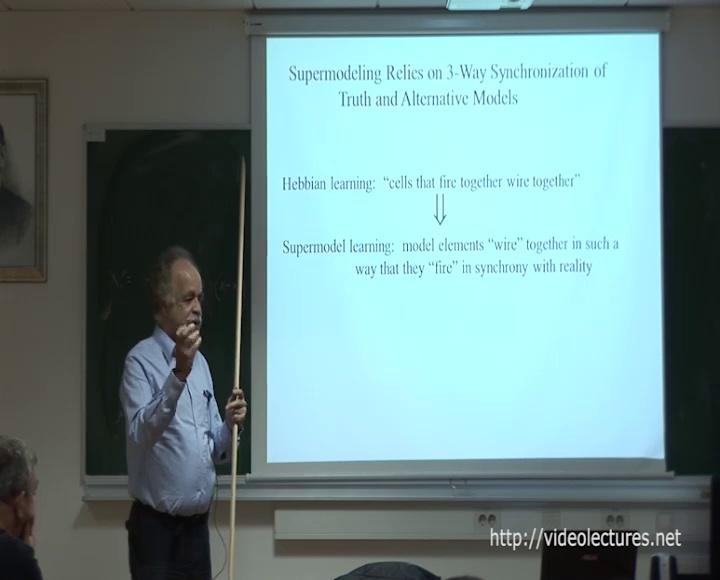 Supermodeling Relies on 3-Way Synchronization of
Truth and Alternative Models
Hebbian learning: “cells that fire together wire together”
⇓
Supermodel learning: model elements “wire” together in such a
way that they “fire” in synchrony with reality
http://videolectures.net